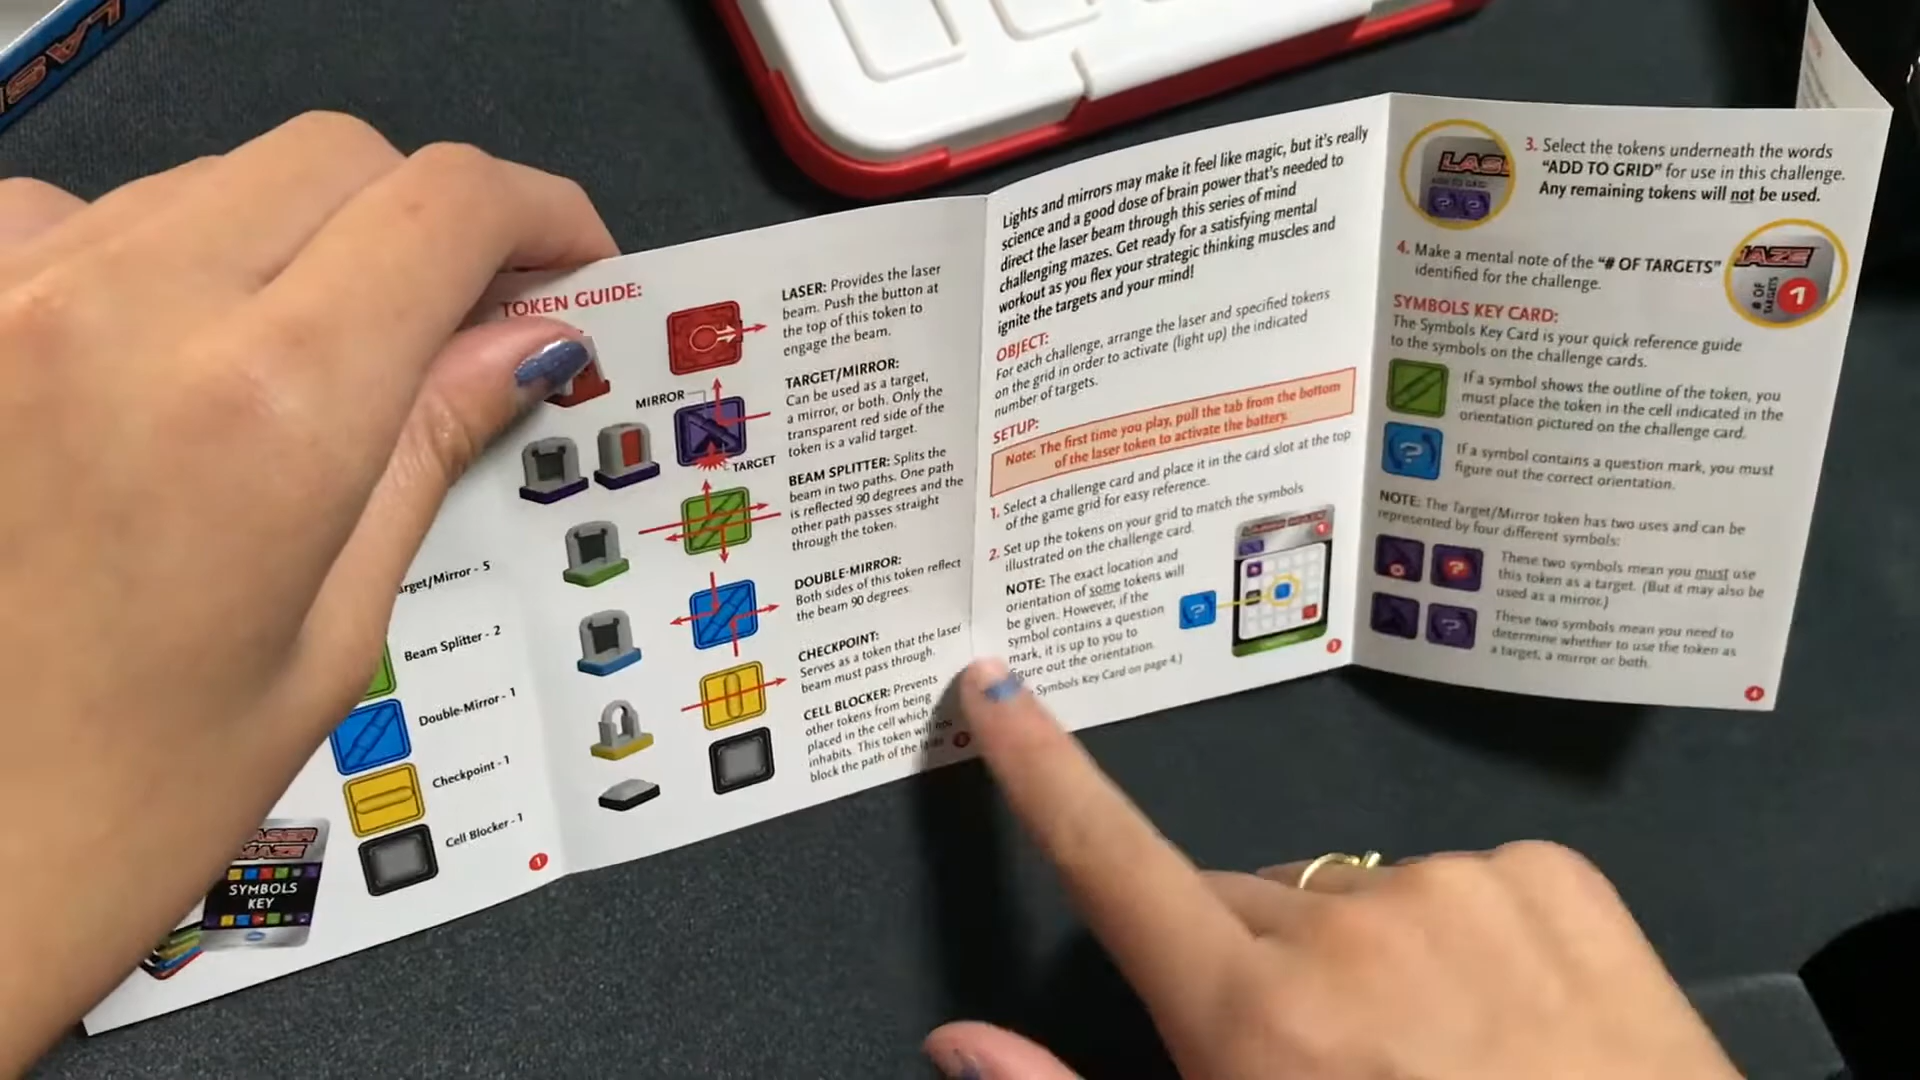 LAS
arget/Mirror - 5
Beam Splitter - 2
Double-Mirror - 1
Checkpoint - 1
Cell Blocker - 1
LASER
MAZE
SYMBOLS
KEY
1
TOKEN GUIDE:
MIRROR
TARGET
LASER: Provides the laser
beam. Push the button at
the top of this token to
engage the beam.
TARGET/MIRROR:
Can be used as a target,
a mirror, or both. Only the
transparent red side of the
token is a valid target.
BEAM SPLITTER: Splits the
beam in two paths. One path
is reflected 90 degrees and the
other path passes straight
through the token.
DOUBLE-MIRROR:
Both sides of this token reflect
the beam 90 degrees.
CHECKPOINT:
Serves as a token that the laser
beam must pass through.
CELL BLOCKER: Prevents
other tokens from being
placed in the cell which
inhabits. This token will not
block the path of the
Lights and mirrors may make it feel like magic, but it's really
science and a good dose of brain power that's needed to
direct the laser beam through this series of mind
challenging mazes. Get ready for a satisfying mental
workout as you flex your strategic thinking muscles and
ignite the targets and your mind!
OBJECT:
For each challenge, arrange the laser and specified tokens
on the grid in order to activate (light up) the indicated
number of targets.
SETUP:
Note: The first time you play, pull the tab from the bottom
of the laser token to activate the battery.
1. Select a challenge card and place it in the card slot at the top
of the game grid for easy reference.
2. Set up the tokens on your grid to match the symbols
illustrated on the challenge card.
NOTE: The exact location and
orientation of some tokens will
be given. However, if the
symbol contains a question
mark, it is up to you to
figure out the orientation.
Symbols Key Card on page 4.)
?
3
LAS
ADD TO GRID
? ?
3. Select the tokens underneath the words
"ADD TO GRID" for use in this challenge.
Any remaining tokens will not be used.
4. Make a mental note of the "# OF TARGETS"
identified for the challenge.
MAZE
# OF
TARGETS
1
SYMBOLS KEY CARD:
The Symbols Key Card is your quick reference guide
to the symbols on the challenge cards.
If a symbol shows the outline of the token, you
must place the token in the cell indicated in the
orientation pictured on the challenge card.
?
If a symbol contains a question mark, you must
figure out the correct orientation.
NOTE: The Target/Mirror token has two uses and can be
represented by four different symbols:
?
These two symbols mean you must use
this token as a target. (But it may also be
used as a mirror.)
?
These two symbols mean you need to
determine whether to use the token as
a target, a mirror or both.
4